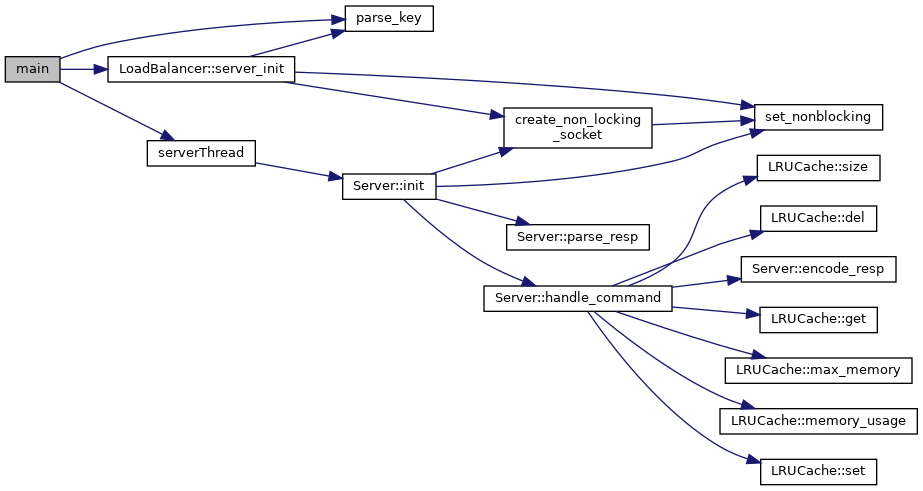 parse_key
main
LoadBalancer::server_init
create_non_locking
_socket
set_nonblocking
serverThread
LRUCache::size
Server::init
LRUCache::del
Server::parse_resp
Server::encode_resp
Server::handle_command
LRUCache::get
LRUCache::max_memory
LRUCache::memory_usage
LRUCache::set